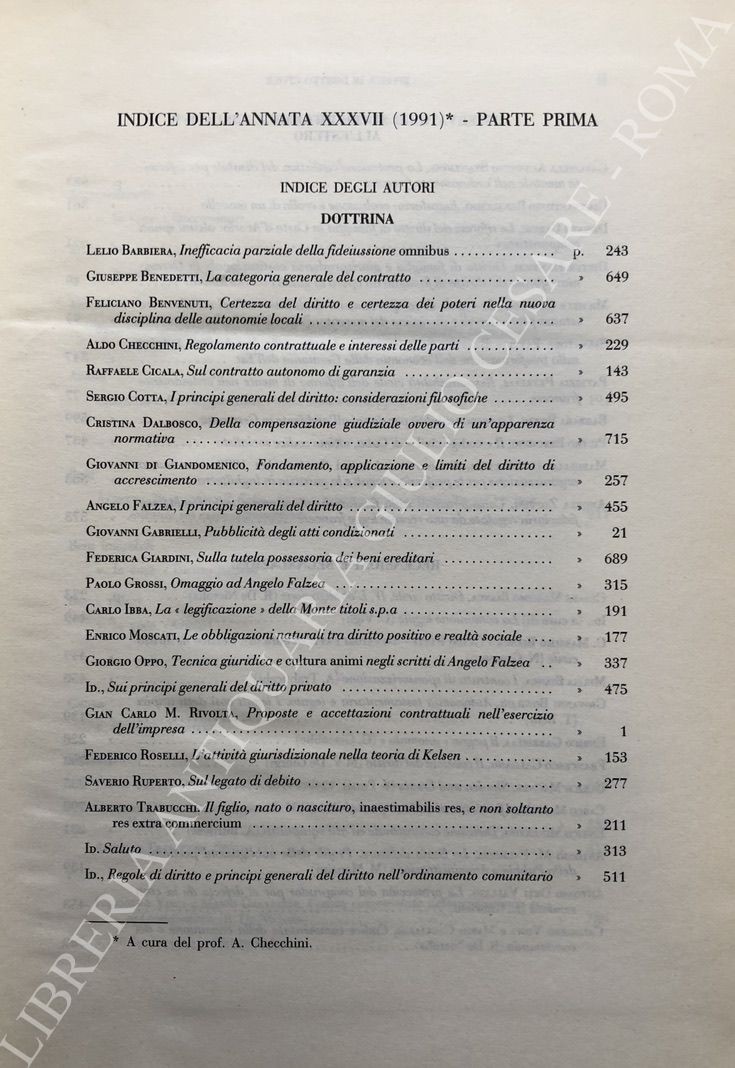 INDICE DELL'ANNATA XXXVII (1991)* - PARTE PRIMA
INDICE DEGLI AUTORI
DOTTRINA
LELIO BARBIERA, Inefficacia parziale della fideiussione omnibus ............... p. 243
GIUSEPPE BENEDETTI, La categoria generale del contratto .................... » 649
FELICIANO BENVENUTI, Certezza del diritto e certezza dei poteri nella nuova
disciplina delle autonomie locali ..................................... » 637
ALDO CHECCHINI, Regolamento contrattuale e interessi delle parti ............. » 229
RAFFAELE CICALA, Sul contratto autonomo di garanzia ...................... » 143
SERGIO COTTA, I principi generali del diritto: considerazioni filosofiche ......... » 495
CRISTINA DALBOSCO, Della compensazione giudiziale ovvero di un'apparenza
normativa ....................................................... » 715
GIOVANNI DI GIANDOMENICO, Fondamento, applicazione e limiti del diritto di
accrescimento .................................................... » 257
ANGELO FALZEA, I principi generali del diritto ............................... » 455
GIOVANNI GABRIELLI, Pubblicità degli atti condizionati ....................... » 21
FEDERICA GIARDINI, Sulla tutela possessoria dei beni ereditari ................ » 689
PAOLO GROSSI, Omaggio ad Angelo Falzea ................................. » 315
CARLO IBBA, La « legificazione » della Monte titoli s.p.a ...................... » 191
ENRICO MOSCATI, Le obbligazioni naturali tra diritto positivo e realtà sociale .... » 177
GIORGIO OPPO, Tecnica giuridica e cultura animi negli scritti di Angelo Falzea .. » 337
ID., Sui principi generali del diritto privato ................................ » 475
GIAN CARLO M. RIVOLTA, Proposte e accettazioni contrattuali nell'esercizio
dell'impresa ...................................................... » 1
FEDERICO ROSELLI, L'attività giurisdizionale nella teoria di Kelsen ............. » 153
SAVERIO RUPERTO, Sul legato di debito ..................................... » 277
ALBERTO TRABUCCHI. Il figlio, nato o nascituro, inaestimabilis res, e non soltanto
res extra commercium ............................................. » 211
ID. Saluto ............................................................ » 313
ID., Regole di diritto e principi generali del diritto nell'ordinamento comunitario » 511
* A cura del prof. A. Checchini.
LIBRERIA ANTIQUARIA GIULIO CESARE - ROMA